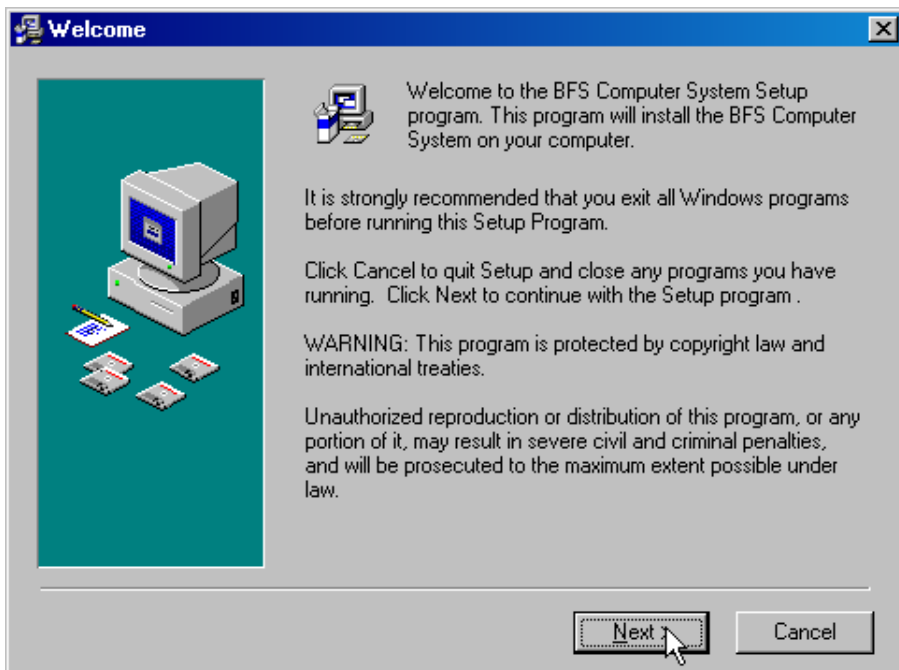 Welcome
Welcome to the BFS Computer System Setup
program. This program will install the BFS Computer
System on your computer.
It is strongly recommended that you exit all Windows programs
before running this Setup Program.
Click Cancel to quit Setup and close any programs you have
running.  Click Next to continue with the Setup program .
WARNING: This program is protected by copyright law and
international treaties.
Unauthorized reproduction or distribution of this program, or any
portion of it, may result in severe civil and criminal penalties,
and will be prosecuted to the maximum extent possible under
law.
Next >
Cancel